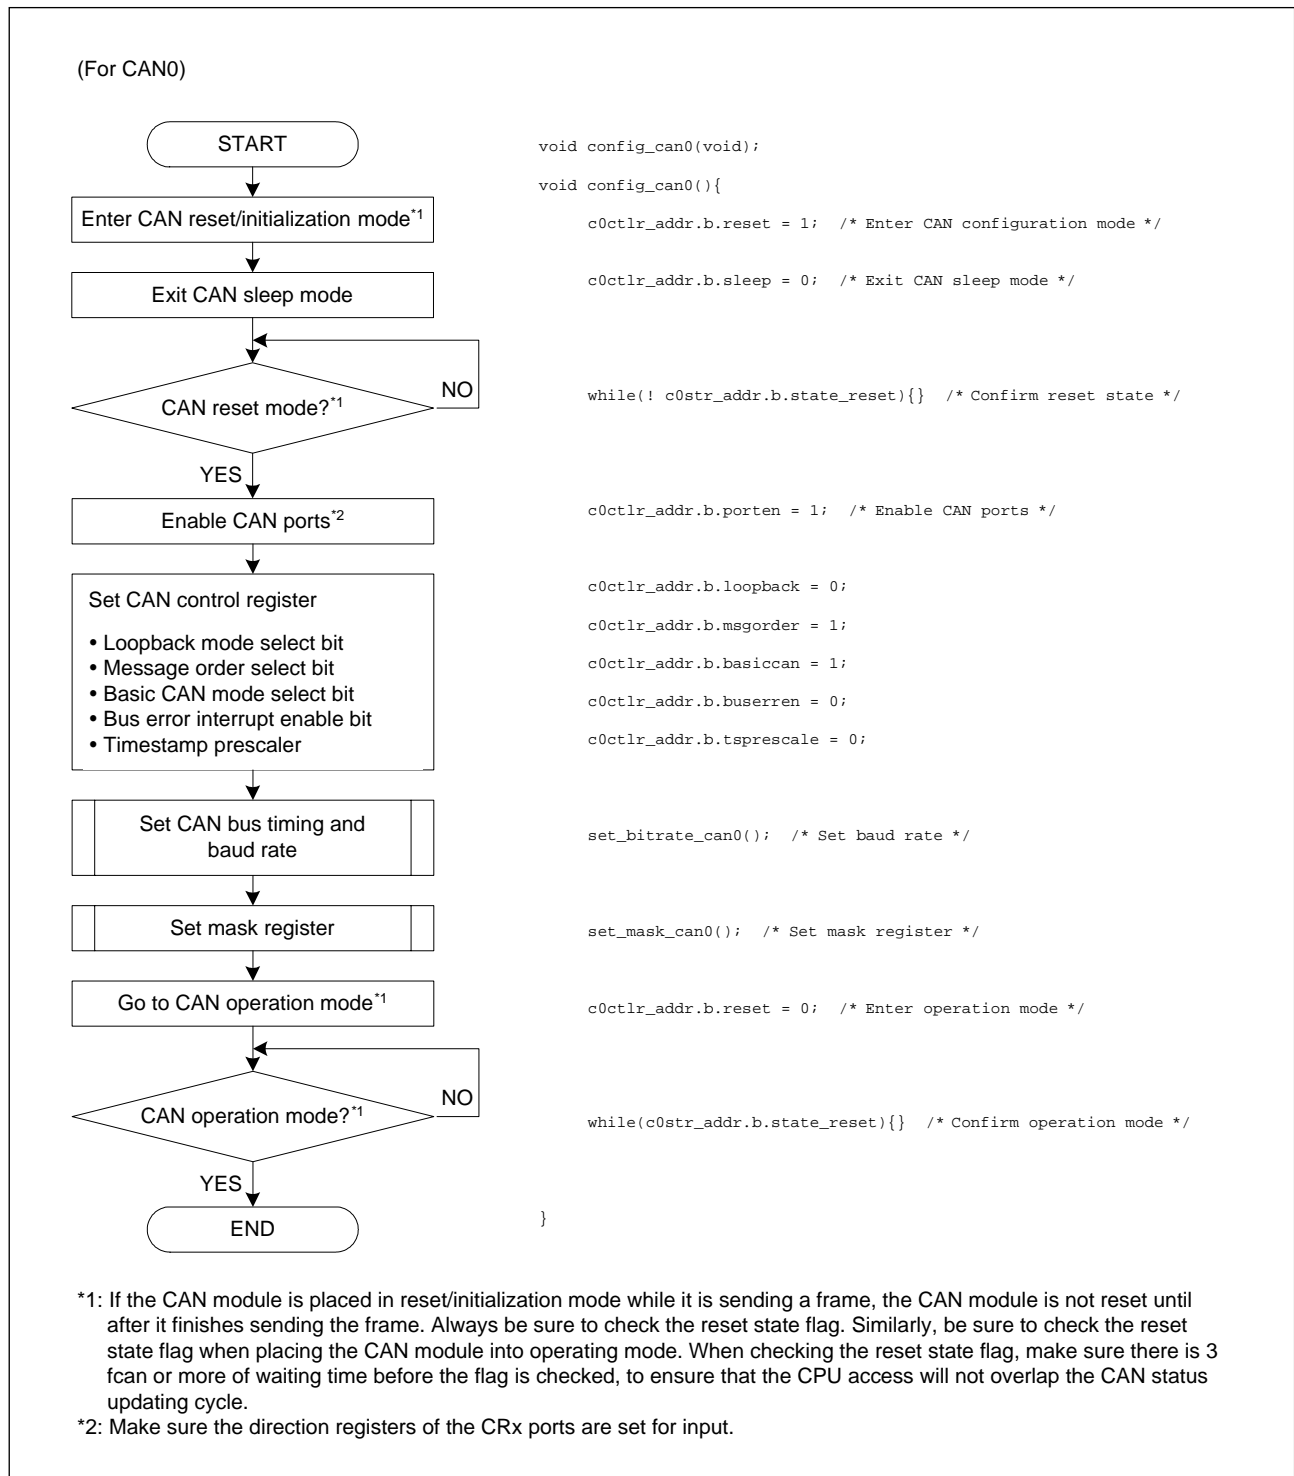 (For CAN0)
START
Enter CAN reset/initialization mode*1
Exit CAN sleep mode
CAN reset mode?*1
NO
YES
Enable CAN ports*2
Set CAN control register
• Loopback mode select bit
• Message order select bit
• Basic CAN mode select bit
• Bus error interrupt enable bit
• Timestamp prescaler
Set CAN bus timing and
baud rate
Set mask register
Go to CAN operation mode*1
CAN operation mode?*1
NO
YES
END
void config_can0(void);
void config_can0(){
c0ctlr_addr.b.reset = 1;  /* Enter CAN configuration mode */
c0ctlr_addr.b.sleep = 0;  /* Exit CAN sleep mode */
while(! c0str_addr.b.state_reset){}  /* Confirm reset state */
c0ctlr_addr.b.porten = 1;  /* Enable CAN ports */
c0ctlr_addr.b.loopback = 0;
c0ctlr_addr.b.msgorder = 1;
c0ctlr_addr.b.basiccan = 1;
c0ctlr_addr.b.buserren = 0;
c0ctlr_addr.b.tsprescale = 0;
set_bitrate_can0();  /* Set baud rate */
set_mask_can0();  /* Set mask register */
c0ctlr_addr.b.reset = 0;  /* Enter operation mode */
while(c0str_addr.b.state_reset){}  /* Confirm operation mode */
}
*1: If the CAN module is placed in reset/initialization mode while it is sending a frame, the CAN module is not reset until
after it finishes sending the frame. Always be sure to check the reset state flag. Similarly, be sure to check the reset
state flag when placing the CAN module into operating mode. When checking the reset state flag, make sure there is 3
fcan or more of waiting time before the flag is checked, to ensure that the CPU access will not overlap the CAN status
updating cycle.
*2: Make sure the direction registers of the CRx ports are set for input.